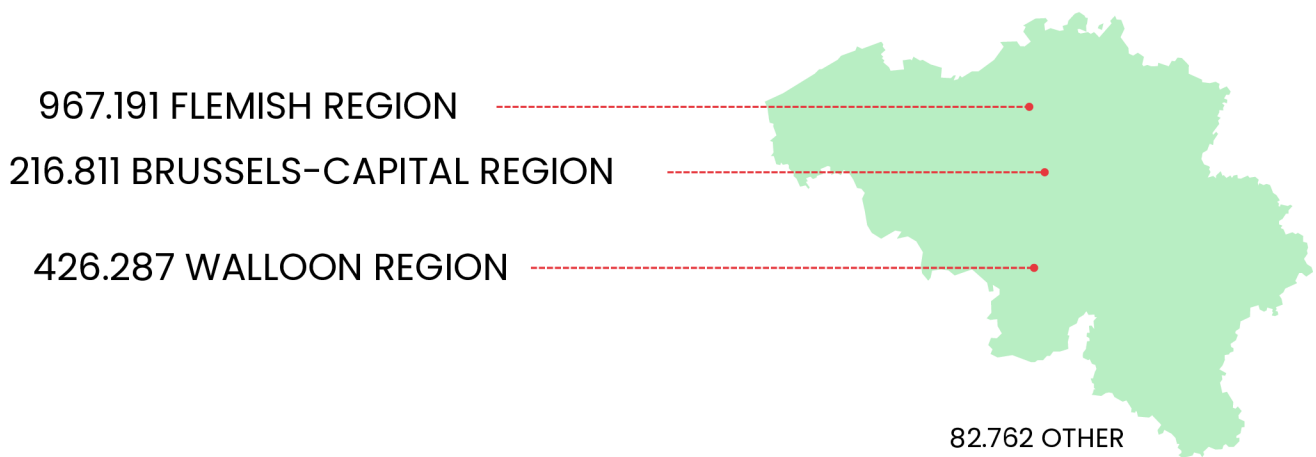 967.191 FLEMISH REGION
216.811 BRUSSELS-CAPITAL REGION
426.287 WALLOON REGION
82.762 OTHER